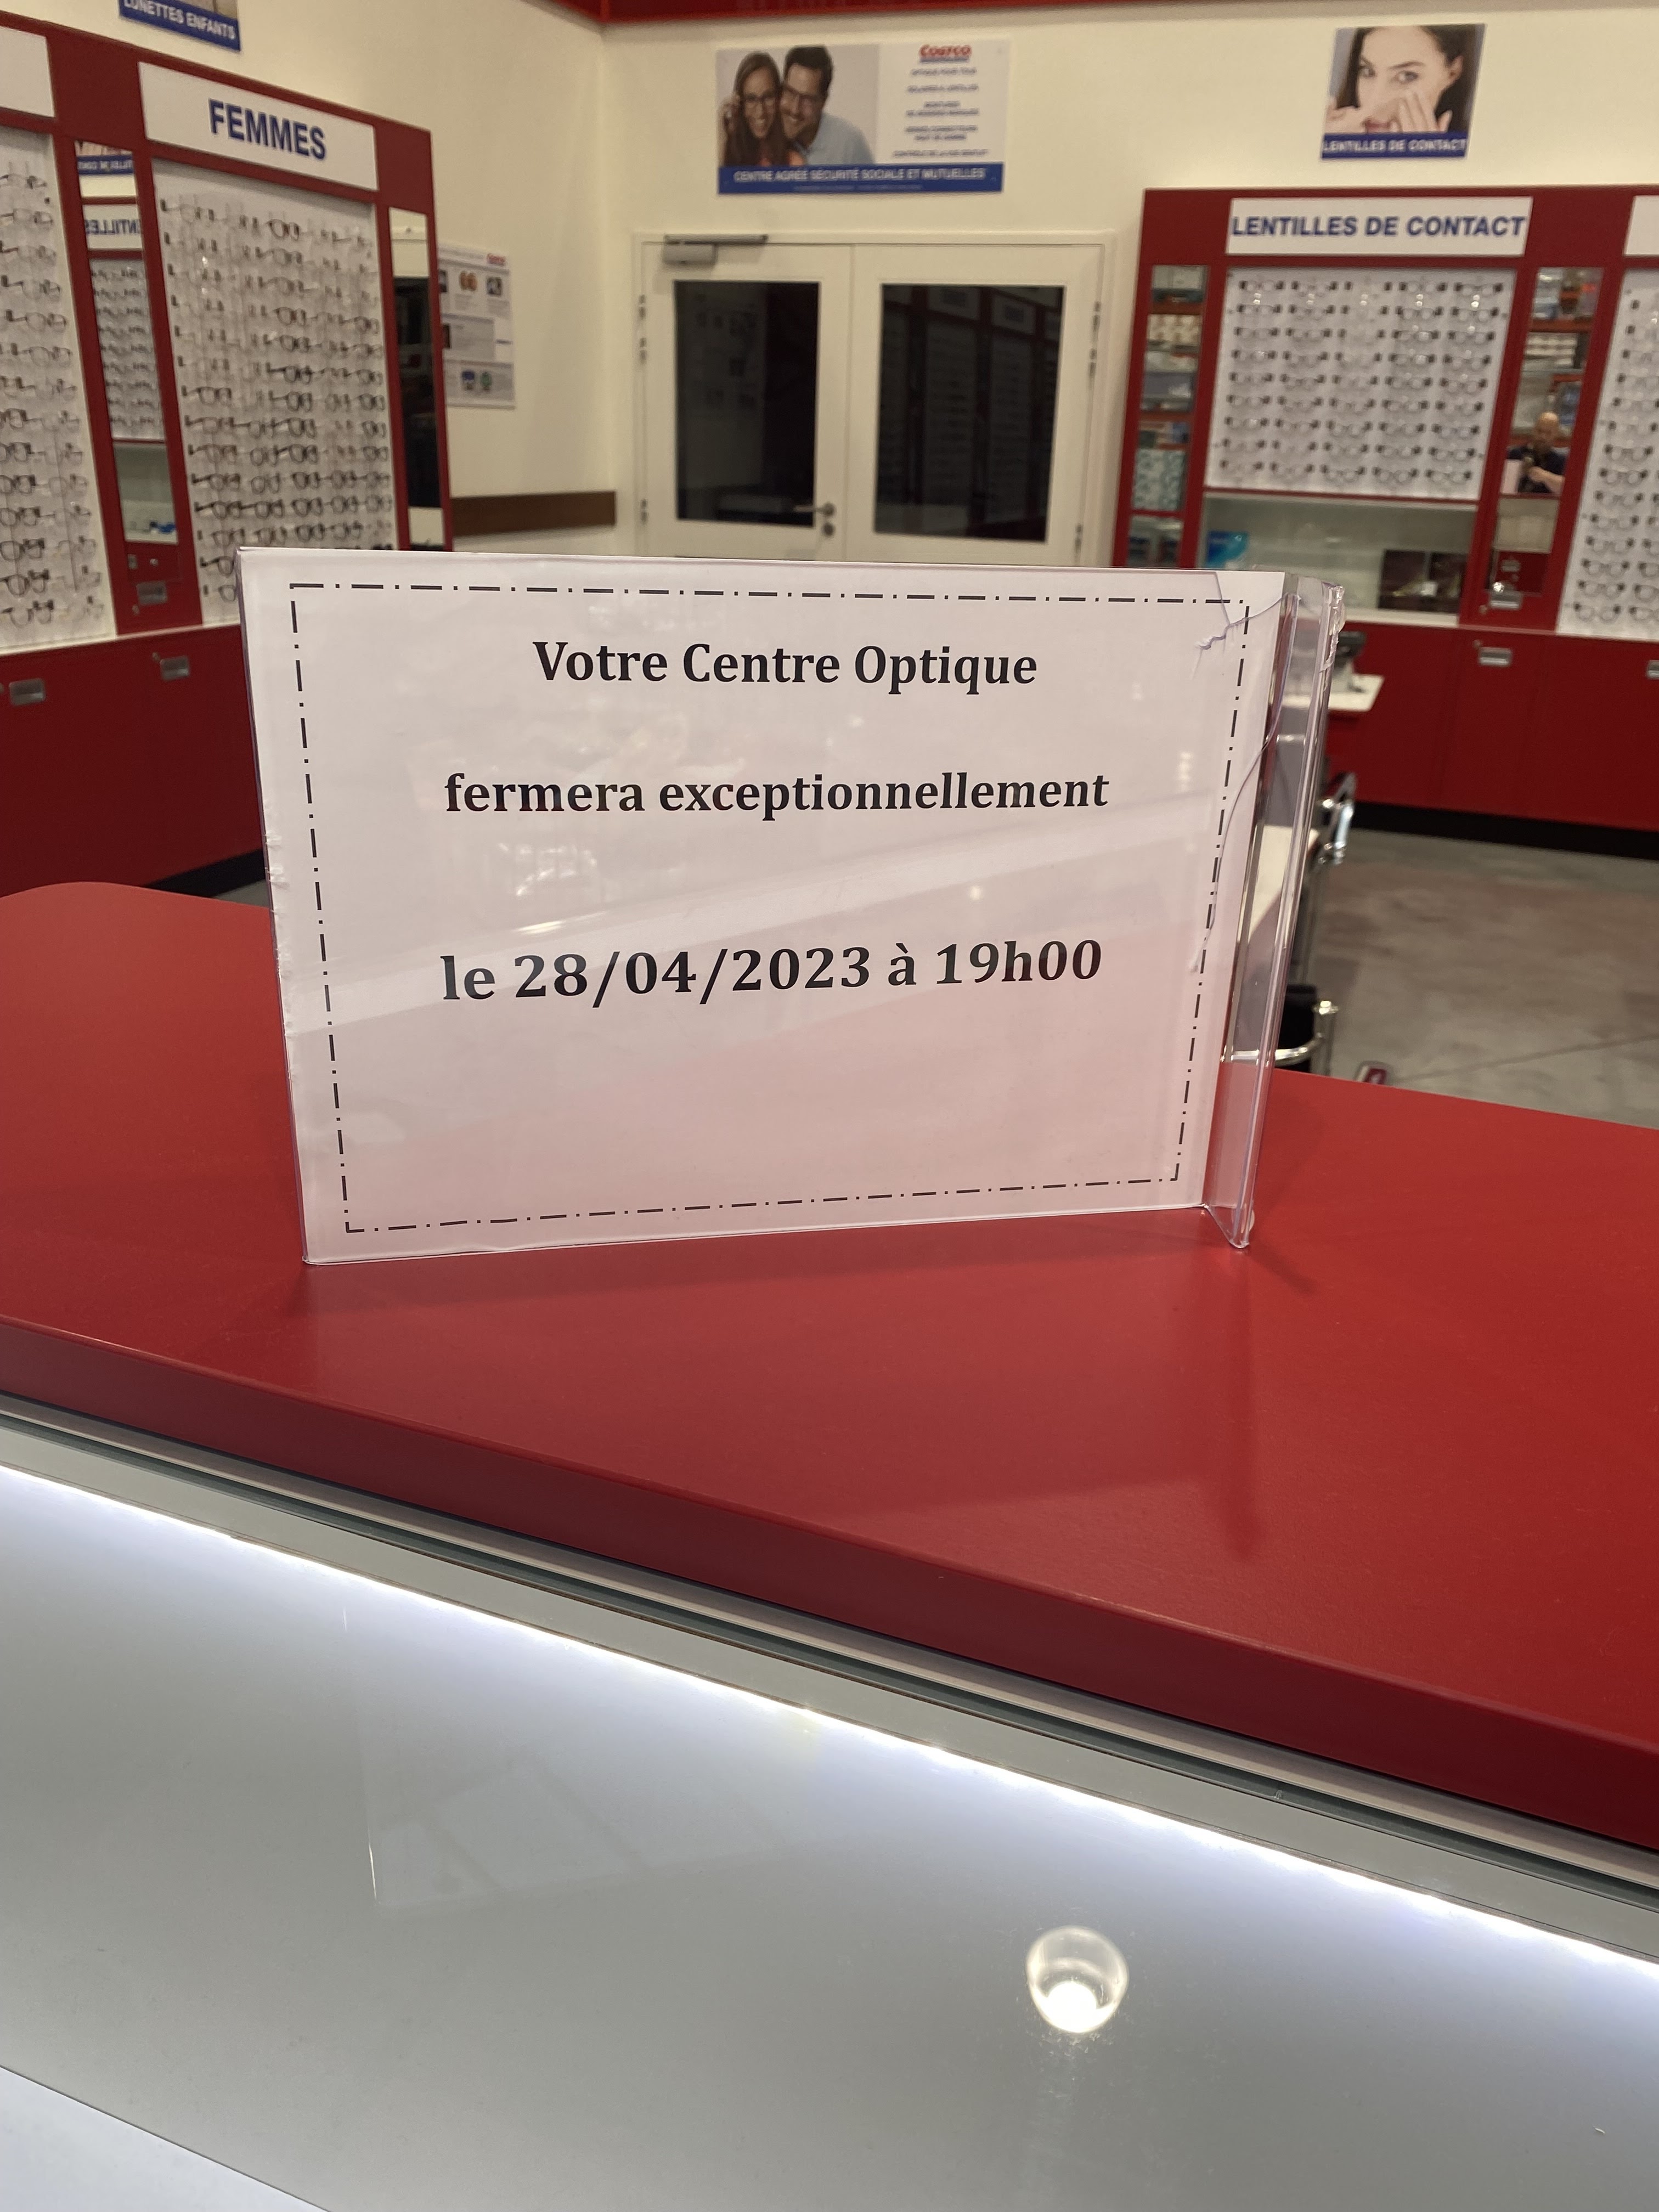 LUNETTES ENFANTS
FEMMES
COSTCO
CENTRE AGRÉÉ SÉCURITÉ SOCIALE ET MUTUELLES
LENTILLES DE CONTACT
LENTILLES DE CONTACT
Votre Centre Optique
fermera exceptionnellement
le 28/04/2023 à 19h00